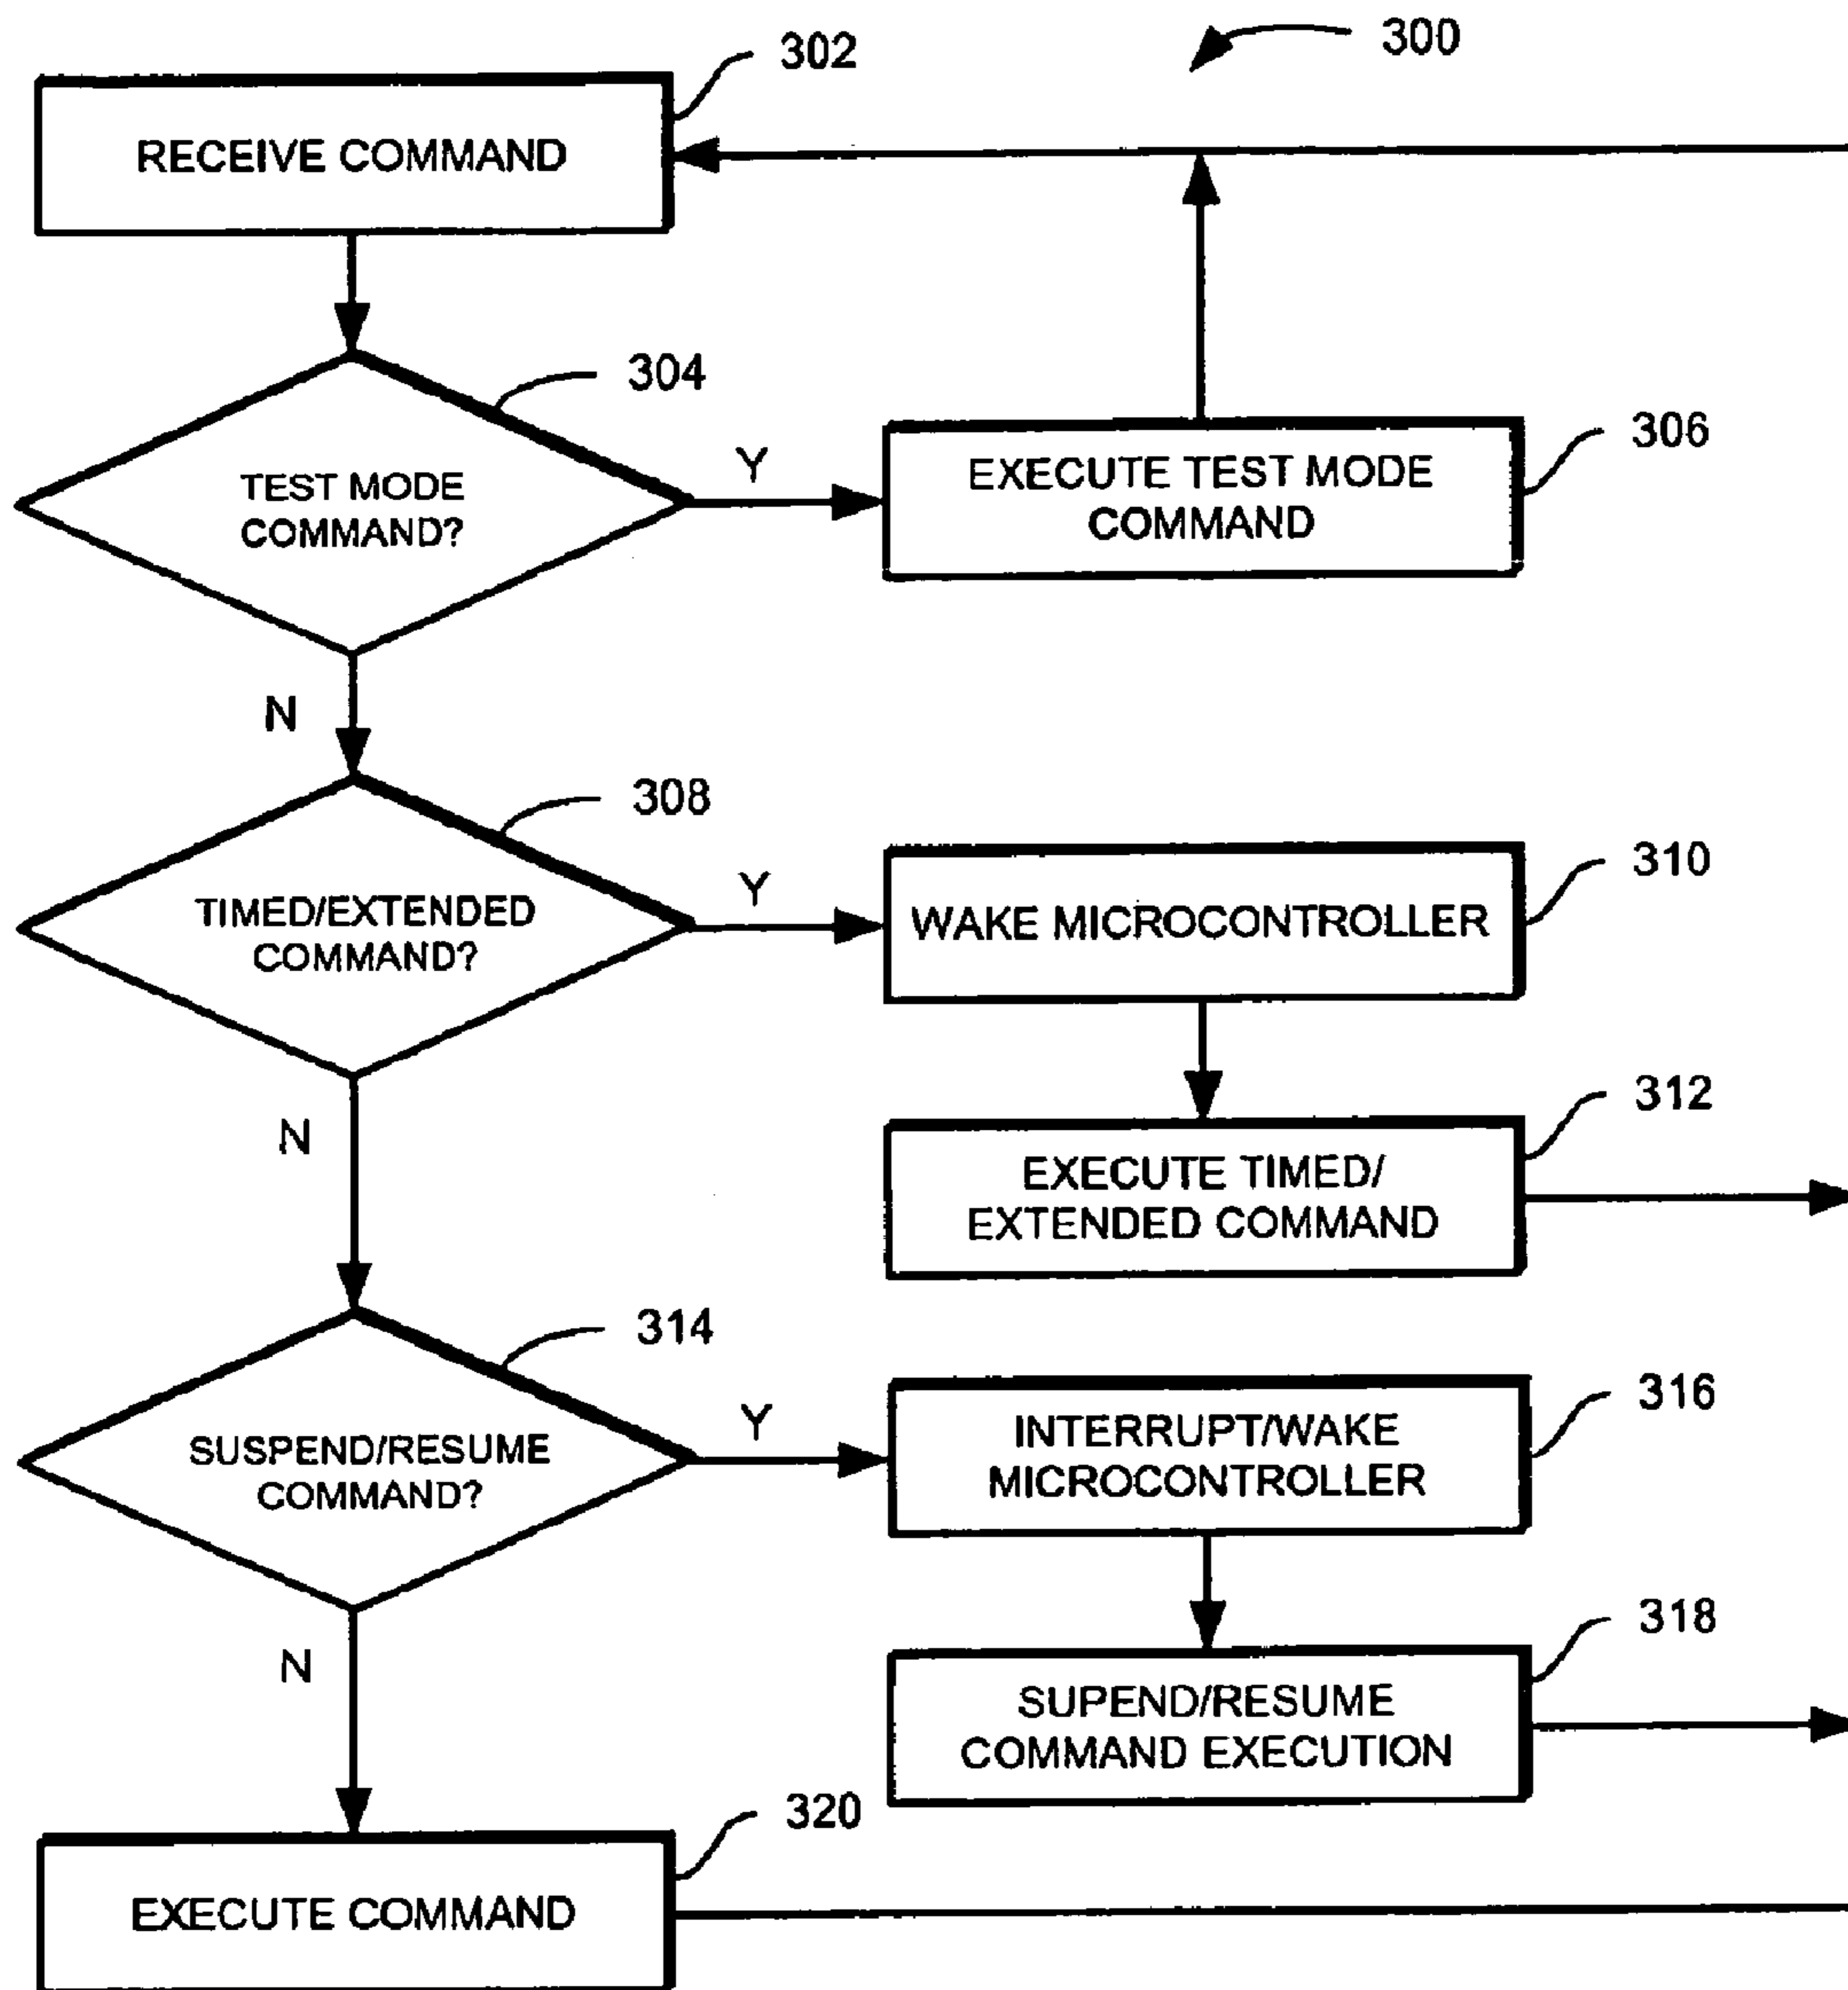 300
302
RECEIVE COMMAND
304
TEST MODE
COMMAND?
Y
306
EXECUTE TEST MODE
COMMAND
N
308
TIMED/EXTENDED
COMMAND?
Y
310
WAKE MICROCONTROLLER
312
EXECUTE TIMED/
EXTENDED COMMAND
N
314
SUSPEND/RESUME
COMMAND?
Y
316
INTERRUPT/WAKE
MICROCONTROLLER
318
SUPEND/RESUME
COMMAND EXECUTION
N
320
EXECUTE COMMAND